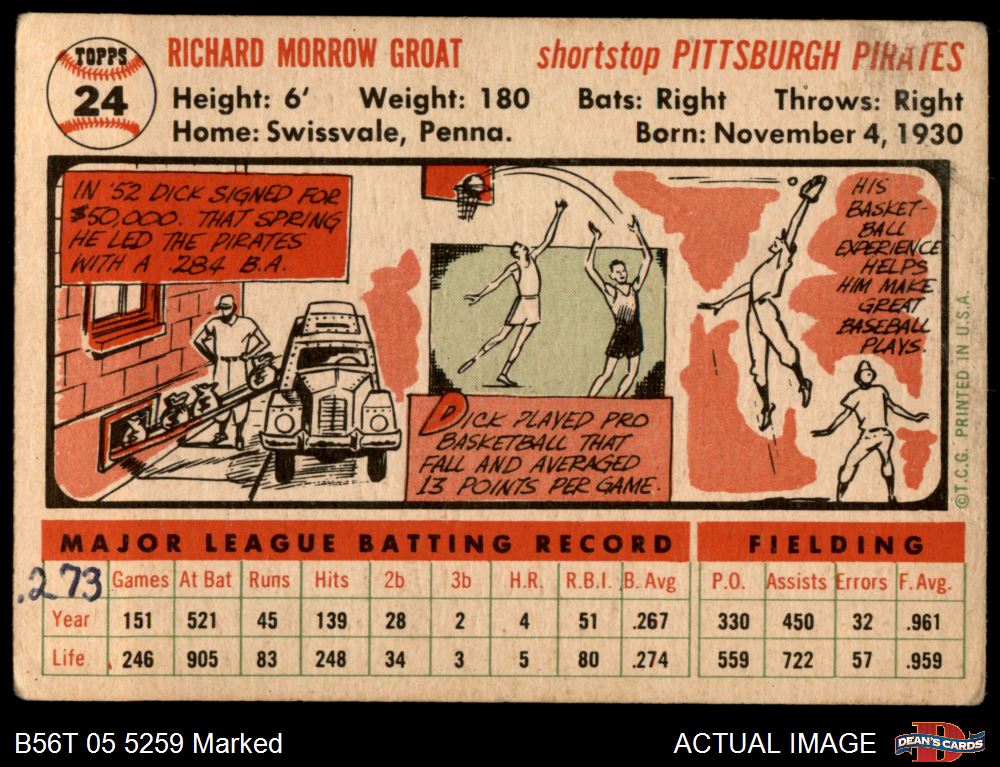 TOPPS
24
RICHARD MORROW GROAT shortstop PITTSBURGH PIRATES
Height: 6' Weight: 180 Bats: Right Throws: Right
Home: Swissvale, Penna. Born: November 4, 1930
IN '52 DICK SIGNED FOR
$50,000. THAT SPRING
HE LED THE PIRATES
WITH A .284 B.A.
DICK PLAYED PRO
BASKETBALL THAT
FALL AND AVERAGED
13 POINTS PER GAME.
HIS
BASKET-
BALL
EXPERIENCE
HELPS
HIM MAKE
GREAT
BASEBALL
PLAYS.
©T.C.G. PRINTED IN U.S.A.
MAJOR LEAGUE BATTING RECORD FIELDING
.273 Games At Bat Runs Hits 2b 3b H.R. R.B.I. B. Avg P.O. Assists Errors F. Avg.
Year 151 521 45 139 28 2 4 51 .267 330 450 32 .961
Life 246 905 83 248 34 3 5 80 .274 559 722 57 .959
B56T 05 5259 Marked ACTUAL IMAGE DEAN'S CARDS